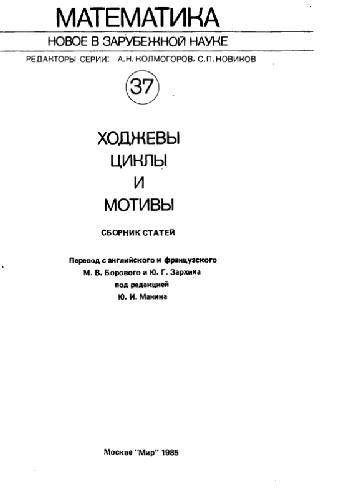 МАТЕМАТИКА
НОВОЕ В ЗАРУБЕЖНОЙ НАУКЕ
РЕДАКТОРЫ СЕРИИ: А.Н. КОЛМОГОРОВ, С.П. НОВИКОВ
37
ХОДЖЕВЫ
ЦИКЛЫ
И
МОТИВЫ
СБОРНИК СТАТЕЙ
Перевод с английского и французского
М. В. Борового и Ю. Г. Зархина
под редакцией
Ю. И. Манина
Москва "Мир" 1985